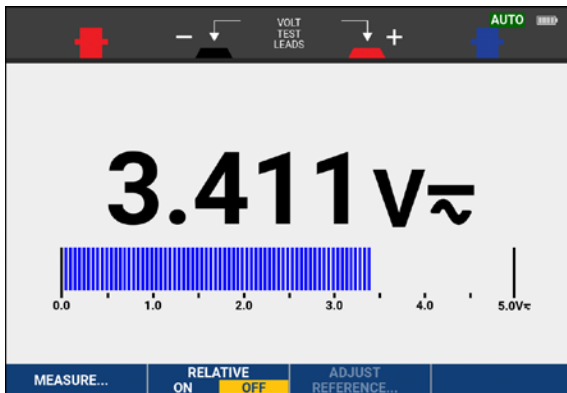 VOLT
TEST
LEADS
− +
AUTO
3.411 V
0.0 1.0 2.0 3.0 4.0 5.0V
MEASURE...
RELATIVE
ON OFF
ADJUST
REFERENCE...